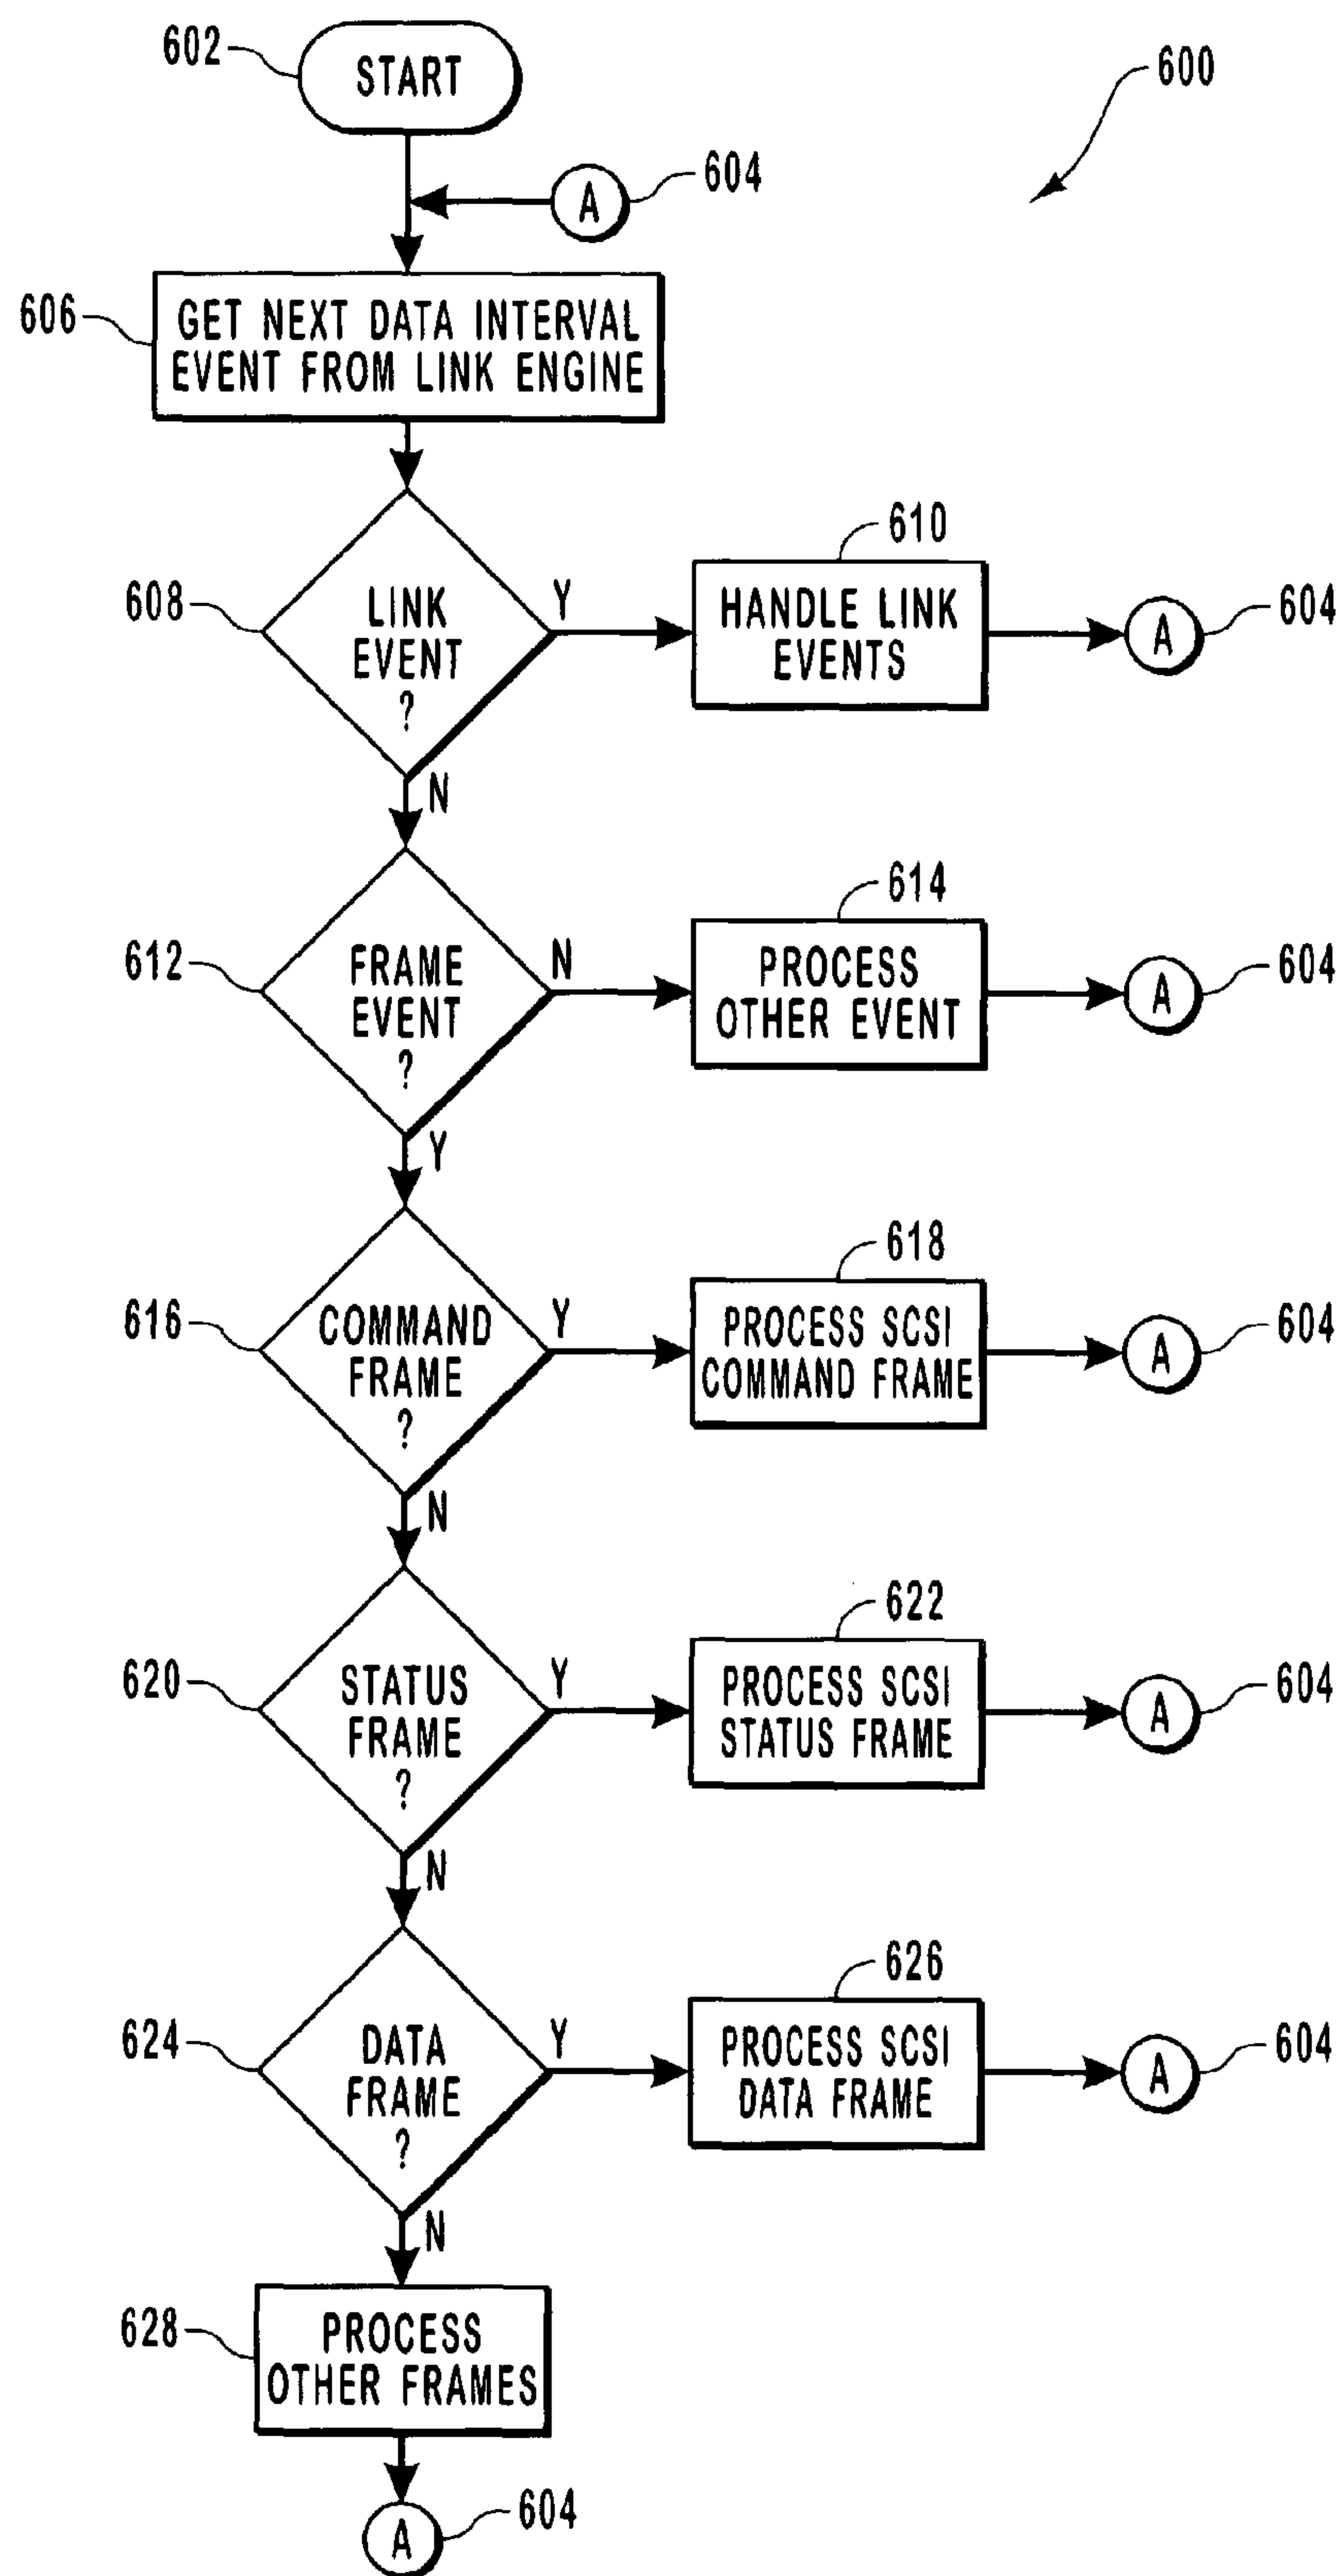 602
START
600
604
A
606
GET NEXT DATA INTERVAL
EVENT FROM LINK ENGINE
610
608
LINK
EVENT
?
Y
HANDLE LINK
EVENTS
A
604
N
614
612
FRAME
EVENT
?
N
PROCESS
OTHER EVENT
A
604
Y
618
616
COMMAND
FRAME
?
Y
PROCESS SCSI
COMMAND FRAME
A
604
N
622
620
STATUS
FRAME
?
Y
PROCESS SCSI
STATUS FRAME
A
604
N
626
624
DATA
FRAME
?
Y
PROCESS SCSI
DATA FRAME
A
604
N
628
PROCESS
OTHER FRAMES
A
604